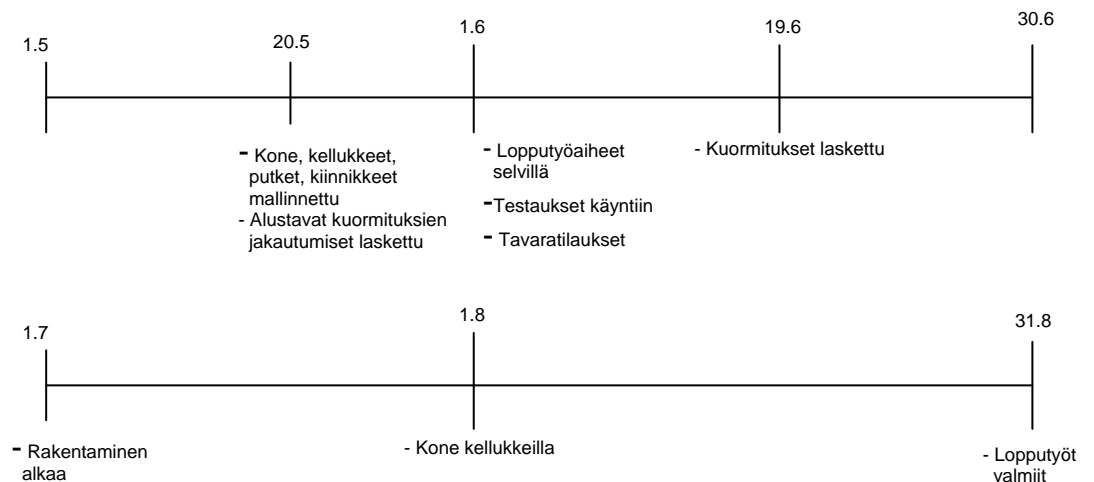 1.5
20.5
1.6
19.6
30.6
- Kone, kellukkeet,
putket, kiinnikkeet
mallinnettu
- Alustavat kuormituksien
jakautumiset laskettu
- Lopputyöaiheet
selvillä
-Testaukset käyntiin
- Tavaratilaukset
- Kuormitukset laskettu
1.7
1.8
31.8
- Rakentaminen
alkaa
- Kone kellukkeilla
- Lopputyöt
valmiit